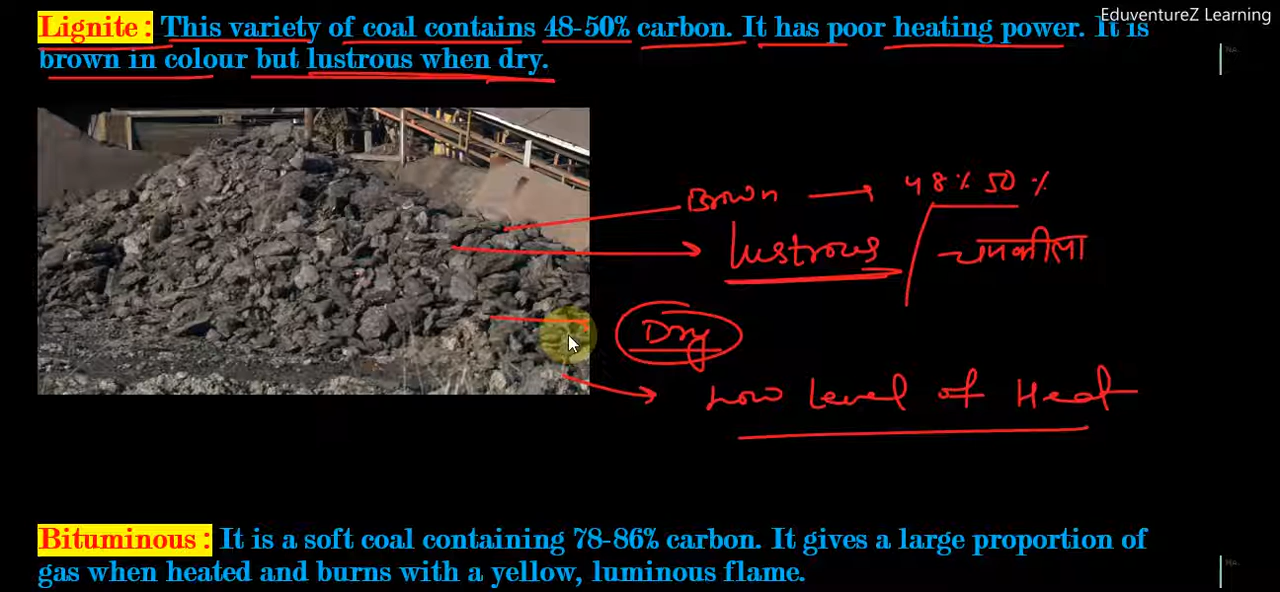 EduventureZ Learning
Lignite : This variety of coal contains 48-50% carbon. It has poor heating power. It is
brown in colour but lustrous when dry.
Brown → 48% 50%
lustrous / चमकीला
Dry
Low Level of Heat
Bituminous : It is a soft coal containing 78-86% carbon. It gives a large proportion of
gas when heated and burns with a yellow, luminous flame.